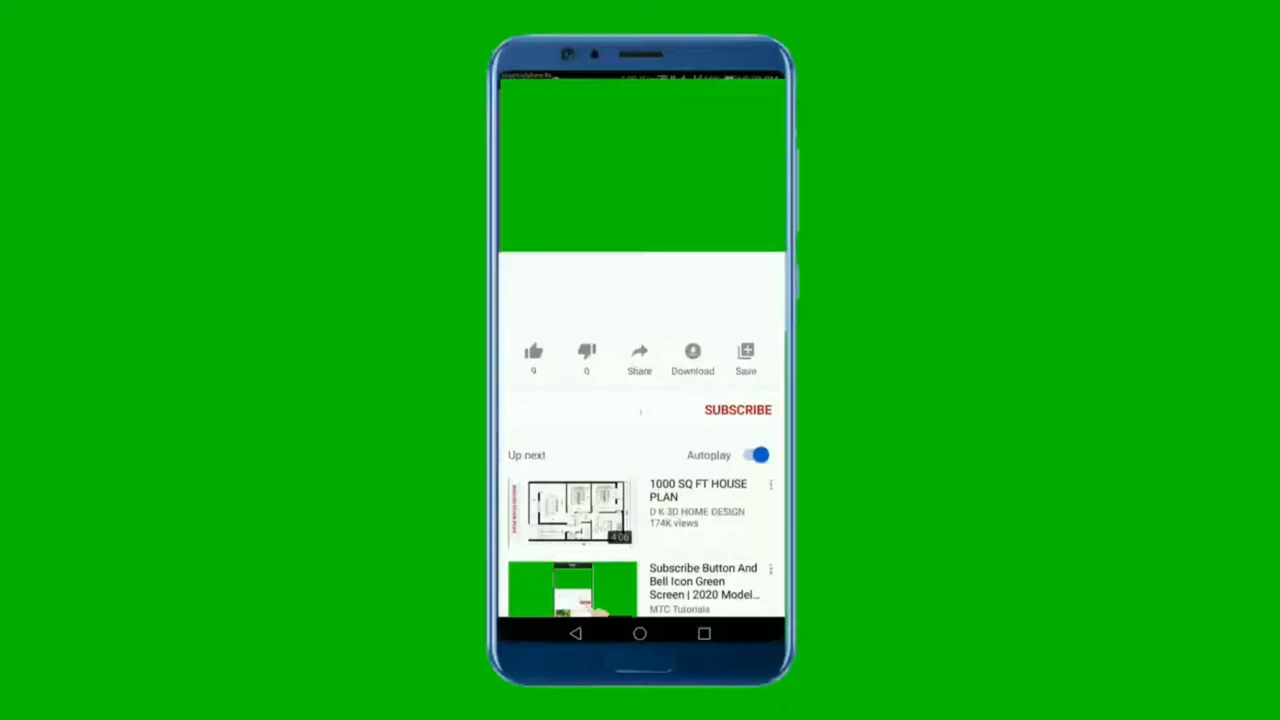 9
0
Share
Download
Save
SUBSCRIBE
Up next
Autoplay
1000 SQ FT HOUSE
PLAN
D K 3D HOME DESIGN
174K views
4:06
Subscribe Button And
Bell Icon Green
Screen | 2020 Model...
MTC Tutorials